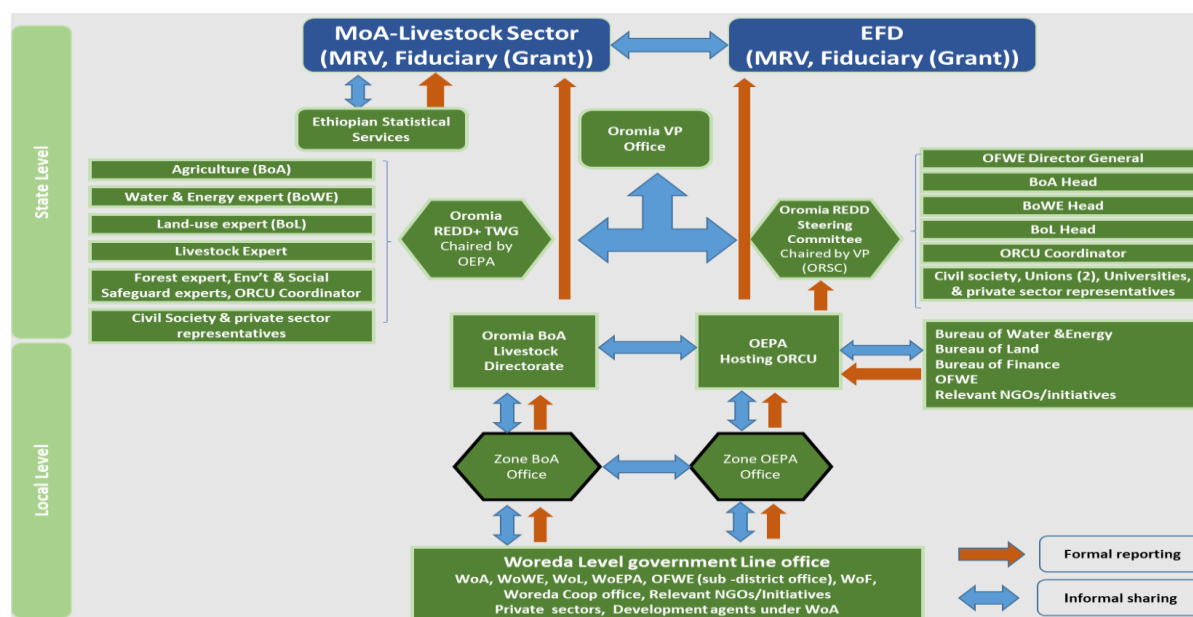 MoA-Livestock Sector
(MRV, Fiduciary (Grant))
EFD
(MRV, Fiduciary (Grant))
State Level
Ethiopian Statistical
Services
Oromia VP
Office
Agriculture (BoA)
Water & Energy expert (BoWE)
Land-use expert (BoL)
Livestock Expert
Forest expert, Env't & Social
Safeguard experts, ORCU Coordinator
Civil Society & private sector
representatives
Oromia
REDD+ TWG
Chaired by
OEPA
Oromia REDD
Steering
Committee
Chaired by VP
(ORSC)
OFWE Director General
BoA Head
BoWE Head
BoL Head
ORCU Coordinator
Civil society, Unions (2), Universities,
& private sector representatives
Local Level
Oromia BoA
Livestock
Directorate
OEPA
Hosting ORCU
Bureau of Water &Energy
Bureau of Land
Bureau of Finance
OFWE
Relevant NGOs/initiatives
Zone BoA
Office
Zone OEPA
Office
Woreda Level government Line office
WoA, WoWE, WoL, WoEPA, OFWE (sub -district office), WoF,
Woreda Coop office, Relevant NGOs/Initiatives
Private sectors, Development agents under WoA
Formal reporting
Informal sharing